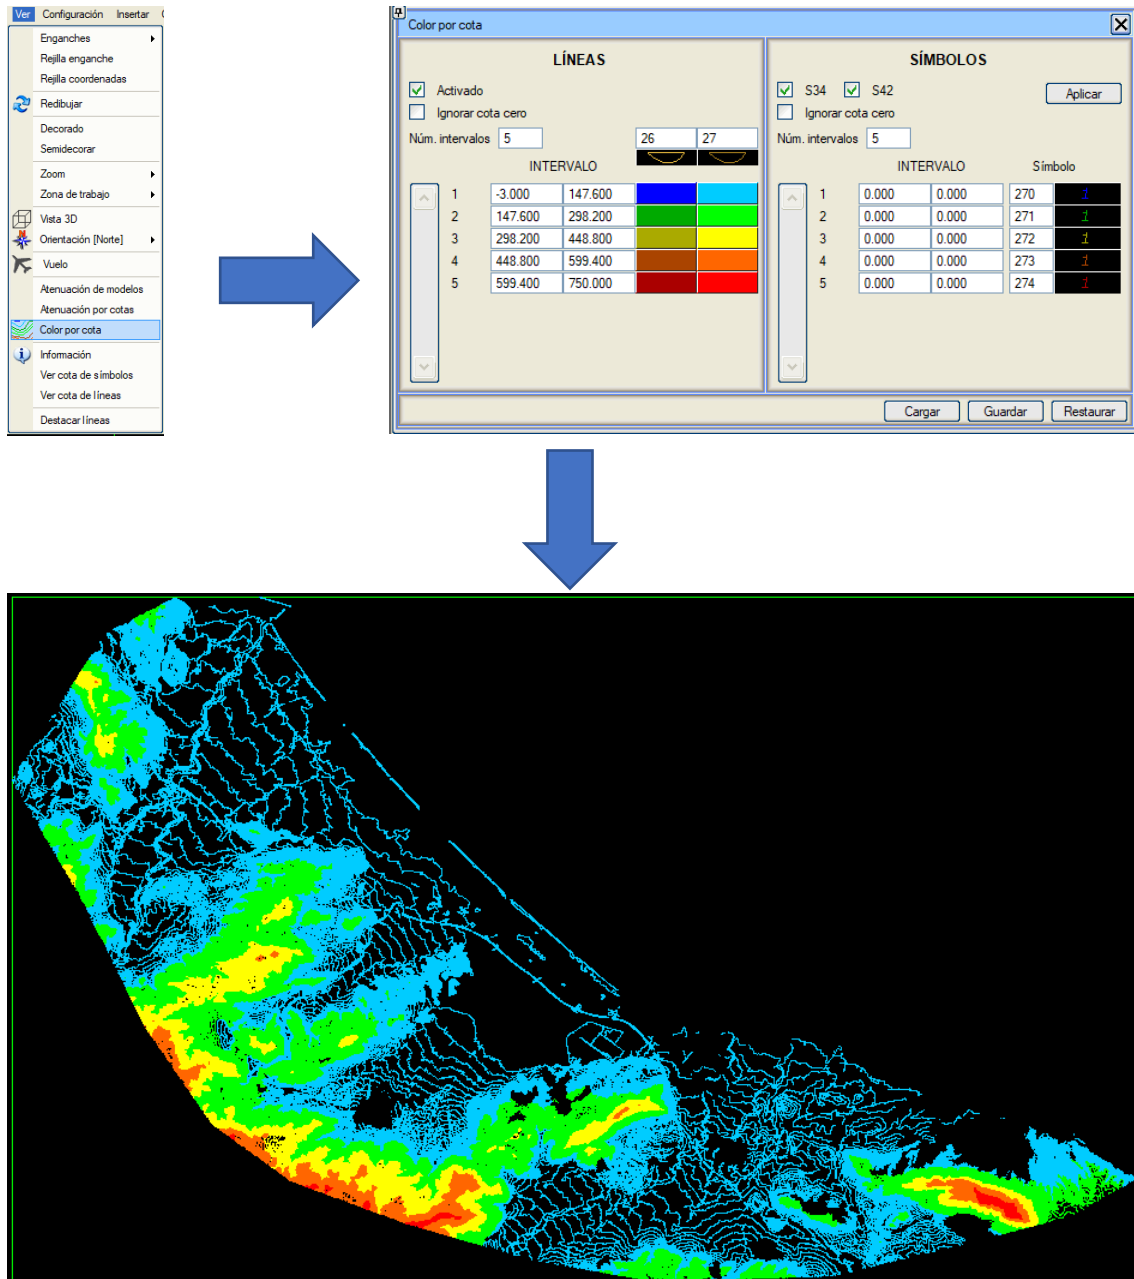 Ver Configuración Insertar
Enganches
Rejilla enganche
Rejilla coordenadas
Redibujar
Decorado
Semidecorar
Zoom
Zona de trabajo
Vista 3D
Orientación [Norte]
Vuelo
Atenuación de modelos
Atenuación por cotas
Color por cota
Información
Ver cota de símbolos
Ver cota de líneas
Destacar líneas
Color por cota
LÍNEAS
Activado
Ignorar cota cero
Núm. intervalos 5 26 27
INTERVALO
1 -3.000 147.600
2 147.600 298.200
3 298.200 448.800
4 448.800 599.400
5 599.400 750.000
SÍMBOLOS
S34 S42 Aplicar
Ignorar cota cero
Núm. intervalos 5
INTERVALO Símbolo
1 0.000 0.000 270 1
2 0.000 0.000 271 1
3 0.000 0.000 272 1
4 0.000 0.000 273 1
5 0.000 0.000 274 1
Cargar Guardar Restaurar